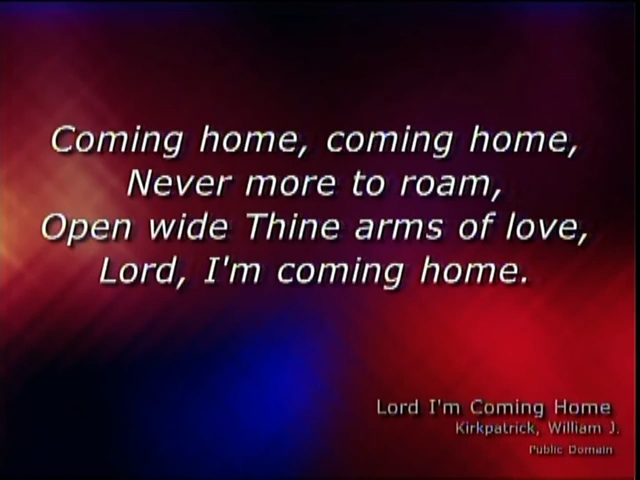 Coming home, coming home,
Never more to roam,
Open wide Thine arms of love,
Lord, I'm coming home.
Lord I'm Coming Home
Kirkpatrick, William J.
Public Domain